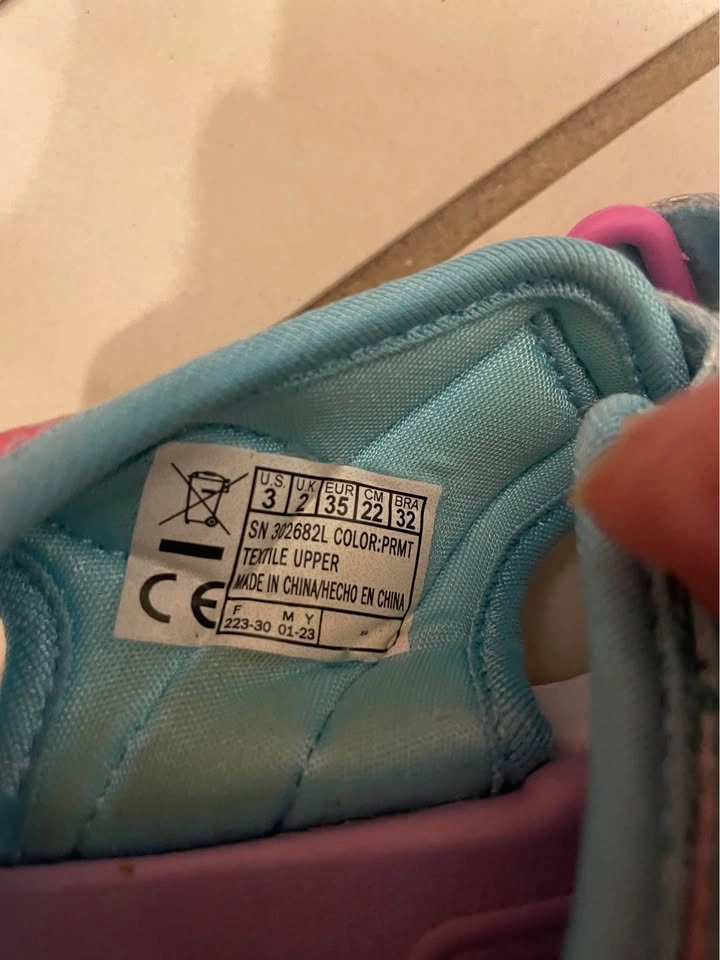 U.S. U.K EUR CM BRA
3 2 35 22 32
SN 302682L COLOR:PRMT
TEXTILE UPPER
MADE IN CHINA/HECHO EN CHINA
F M Y
223-30 01-23
CE